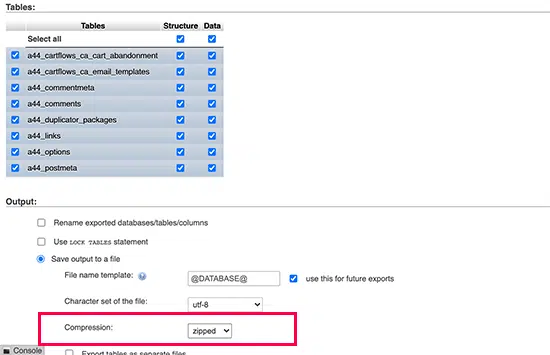 Tables:
Tables Structure Data
Select all
a44_cartflows_ca_cart_abandonment
a44_cartflows_ca_email_templates
a44_commentmeta
a44_comments
a44_duplicator_packages
a44_links
a44_options
a44_postmeta
Output:
Rename exported databases/tables/columns
Use LOCK TABLES statement
Save output to a file
File name template: @DATABASE@ use this for future exports
Character set of the file: utf-8
Compression: zipped
Console
Export tables as separate files